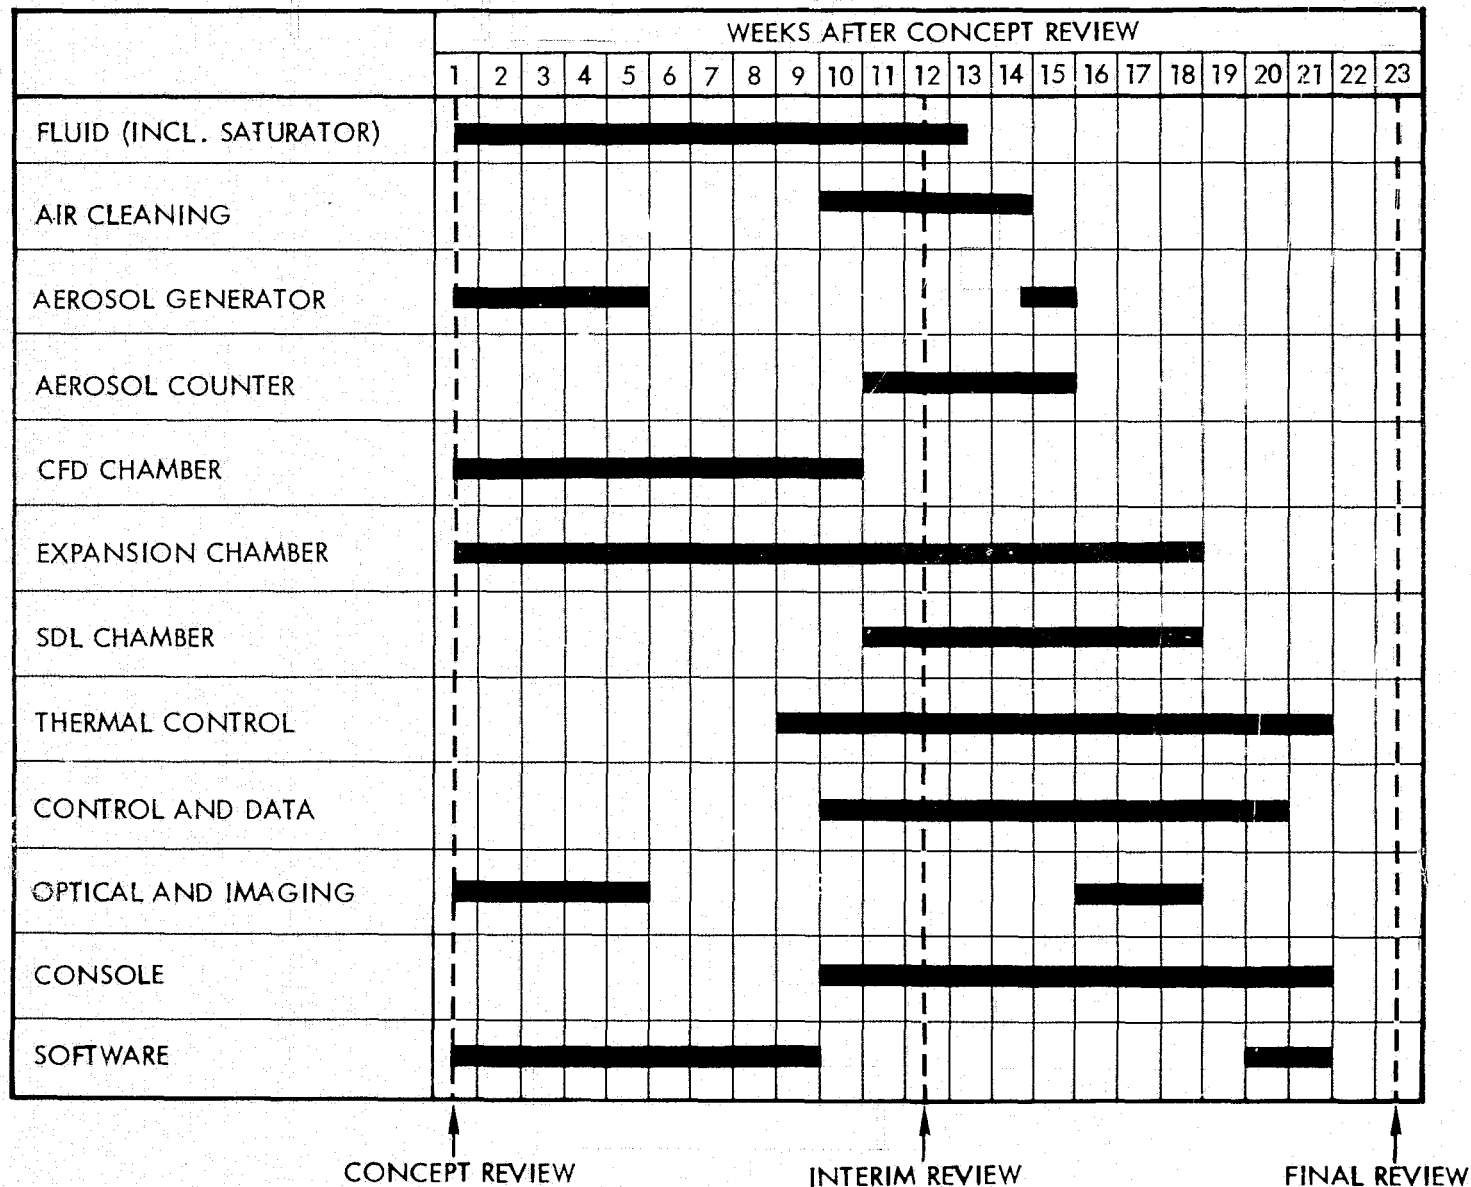 WEEKS AFTER CONCEPT REVIEW
1 2 3 4 5 6 7 8 9 10 11 12 13 14 15 16 17 18 19 20 21 22 23
FLUID (INCL. SATURATOR)
AIR CLEANING
AEROSOL GENERATOR
AEROSOL COUNTER
CFD CHAMBER
EXPANSION CHAMBER
SDL CHAMBER
THERMAL CONTROL
CONTROL AND DATA
OPTICAL AND IMAGING
CONSOLE
SOFTWARE
CONCEPT REVIEW INTERIM REVIEW FINAL REVIEW